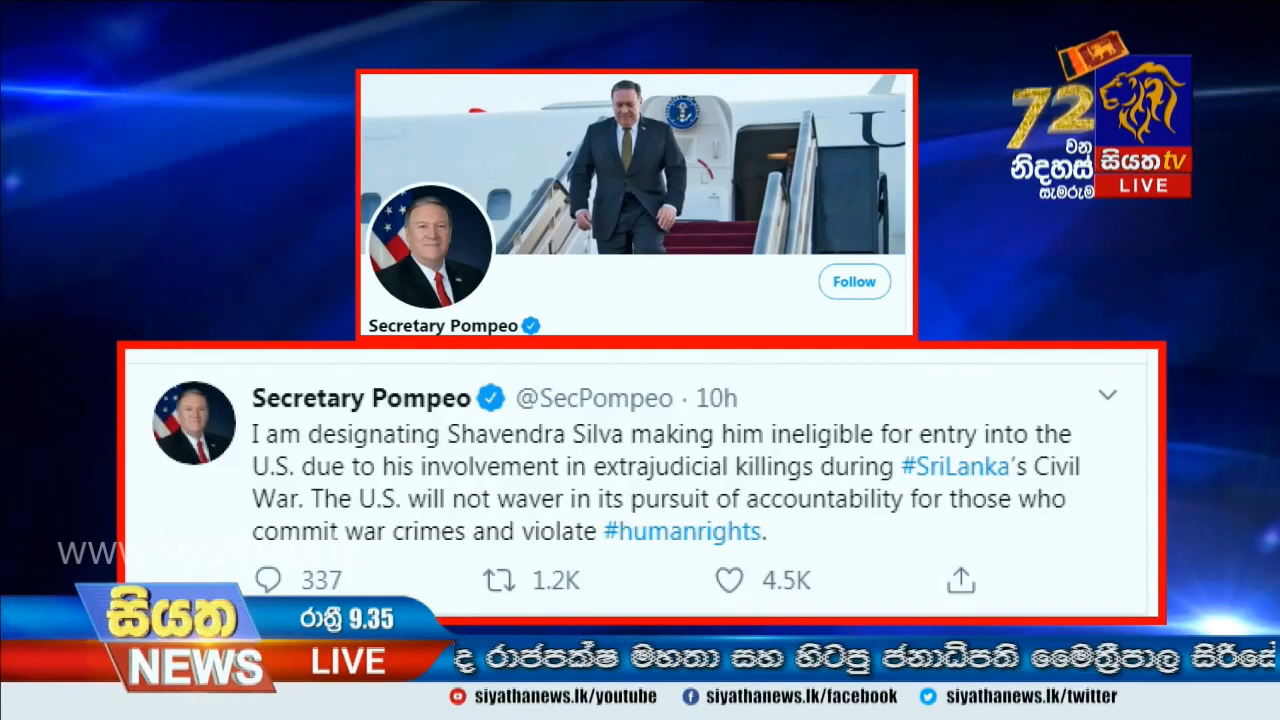 72
වන
නිදහස්
සැමරුම
සියත tv
LIVE
Follow
Secretary Pompeo
Secretary Pompeo @SecPompeo · 10h
I am designating Shavendra Silva making him ineligible for entry into the
U.S. due to his involvement in extrajudicial killings during #SriLanka's Civil
War. The U.S. will not waver in its pursuit of accountability for those who
commit war crimes and violate #humanrights.
337 1.2K 4.5K
සියත
NEWS
රාත්‍රී 9.35
LIVE
ද රාජපක්ෂ මහතා සහ හිටපු ජනාධිපති මෛත්‍රීපාල සිරිසේ
siyathanews.lk/youtube siyathanews.lk/facebook siyathanews.lk/twitter